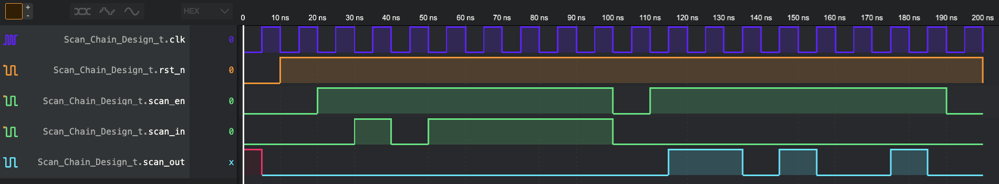 +
-
HEX
0 10 ns 20 ns 30 ns 40 ns 50 ns 60 ns 70 ns 80 ns 90 ns 100 ns 110 ns 120 ns 130 ns 140 ns 150 ns 160 ns 170 ns 180 ns 190 ns 200 ns
Scan_Chain_Design_t.clk 0
Scan_Chain_Design_t.rst_n 0
Scan_Chain_Design_t.scan_en 0
Scan_Chain_Design_t.scan_in 0
Scan_Chain_Design_t.scan_out x